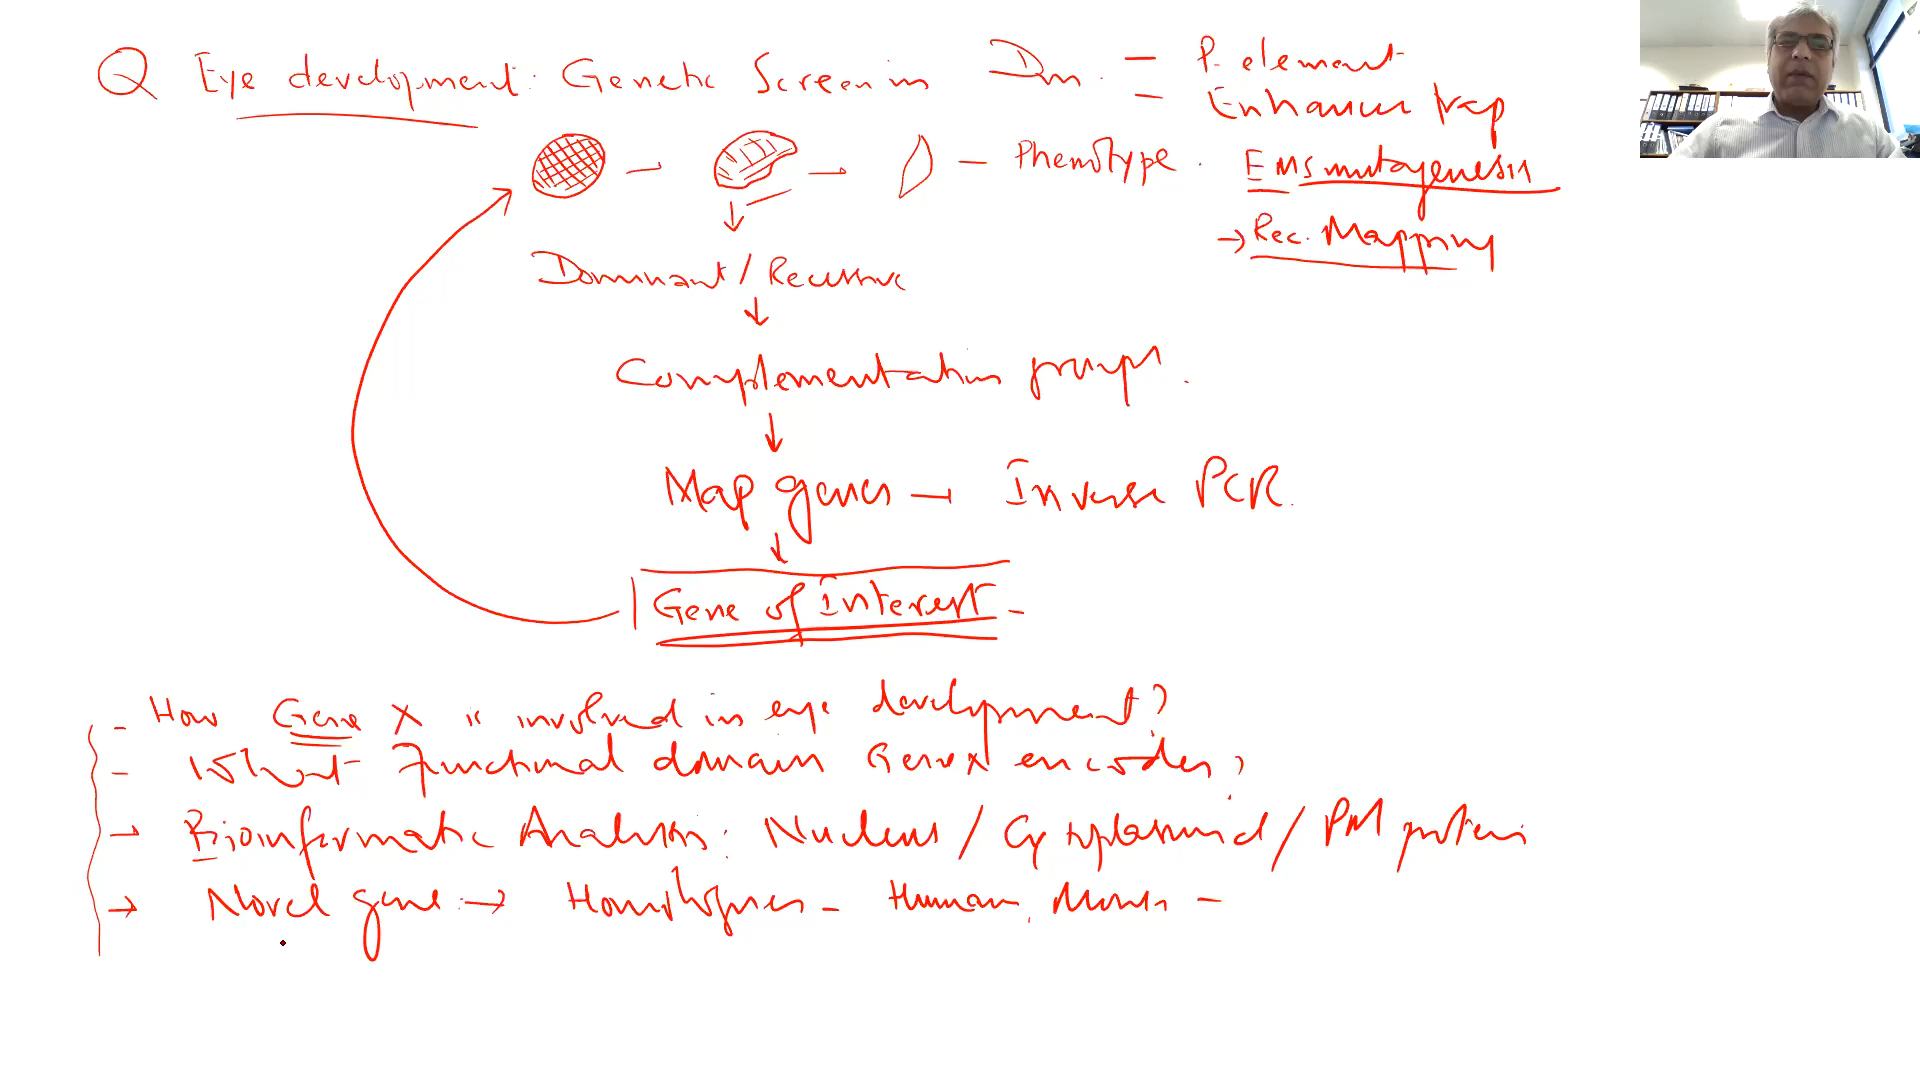 Q Eye development: Genetic Screen in Dm. - P-element
- Enhancer trap
- Phenotype. EMS mutagenesis
→ Rec. Mapping
Dominant / Recessive
Complementation groups.
Map genes → Inverse PCR.
Gene of Interest -
- How Gene X is involved in eye development?
- What Functional domain Gene X encodes?
→ Bioinformatic Analysis: Nucleus / Cytoplasmic / PM protein
→ Novel gene: → Homologues - Human, Mouse -